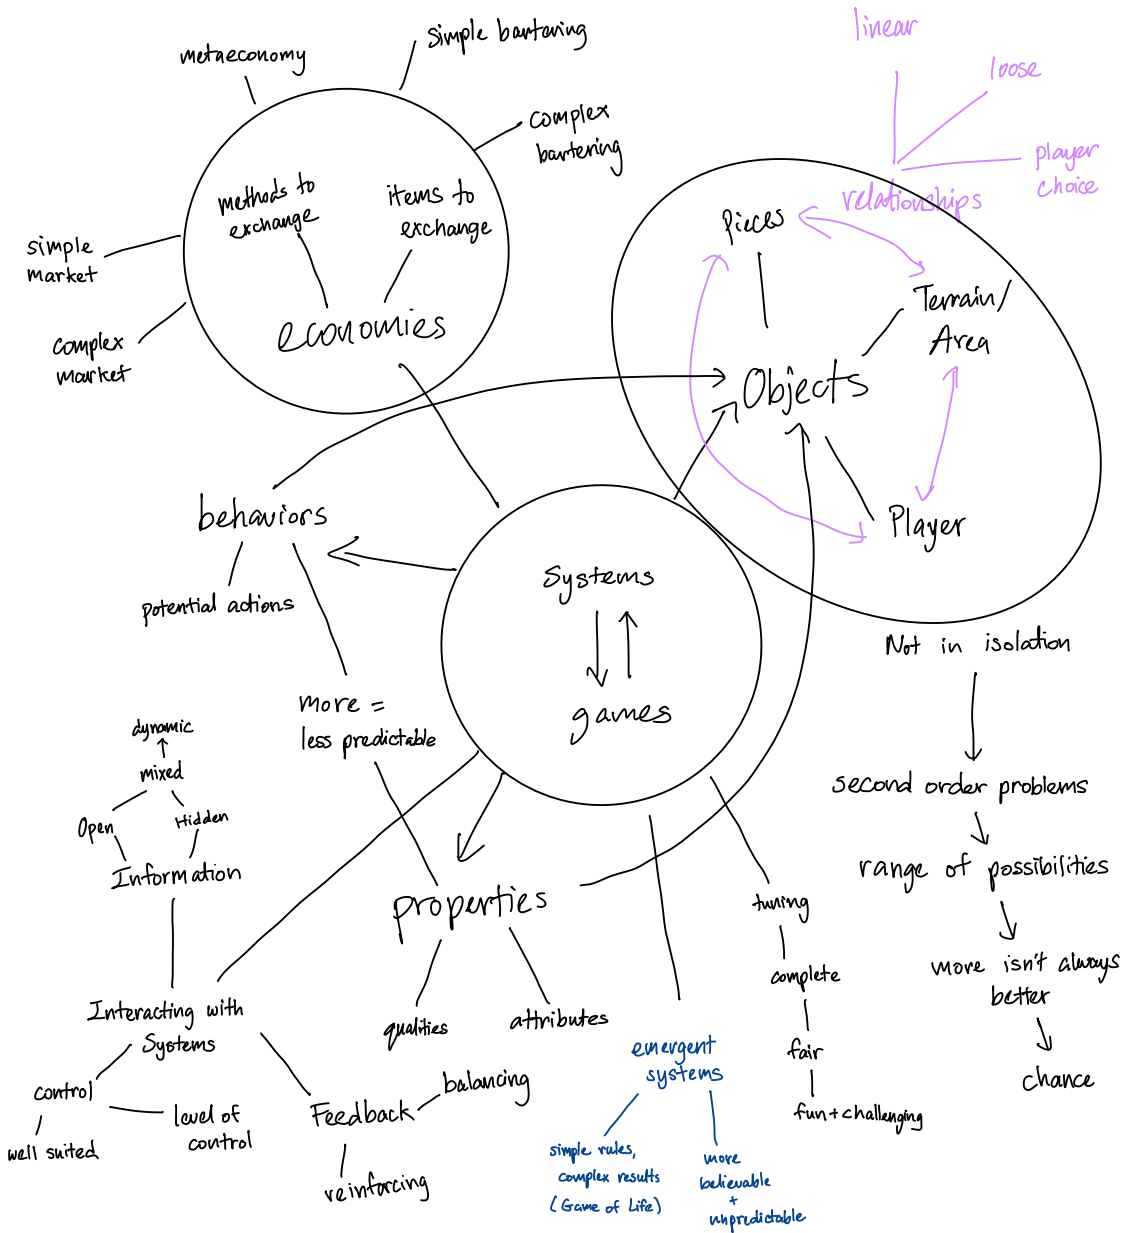 metaeconomy
simple bartering
complex
bartering
methods to
exchange
items to
exchange
simple
market
complex
market
economies
linear
loose
player
choice
relationships
Pieces
Terrain/
Area
Objects
Player
behaviors
potential actions
more =
less predictable
Systems
games
Not in isolation
second order problems
range of possibilities
more isn't always
better
chance
dynamic
mixed
Open
Hidden
Information
properties
qualities
attributes
tuning
complete
fair
fun + challenging
Interacting with
Systems
control
well suited
level of
control
Feedback
balancing
reinforcing
emergent
systems
simple rules,
complex results
(Game of Life)
more
believable
+
unpredictable